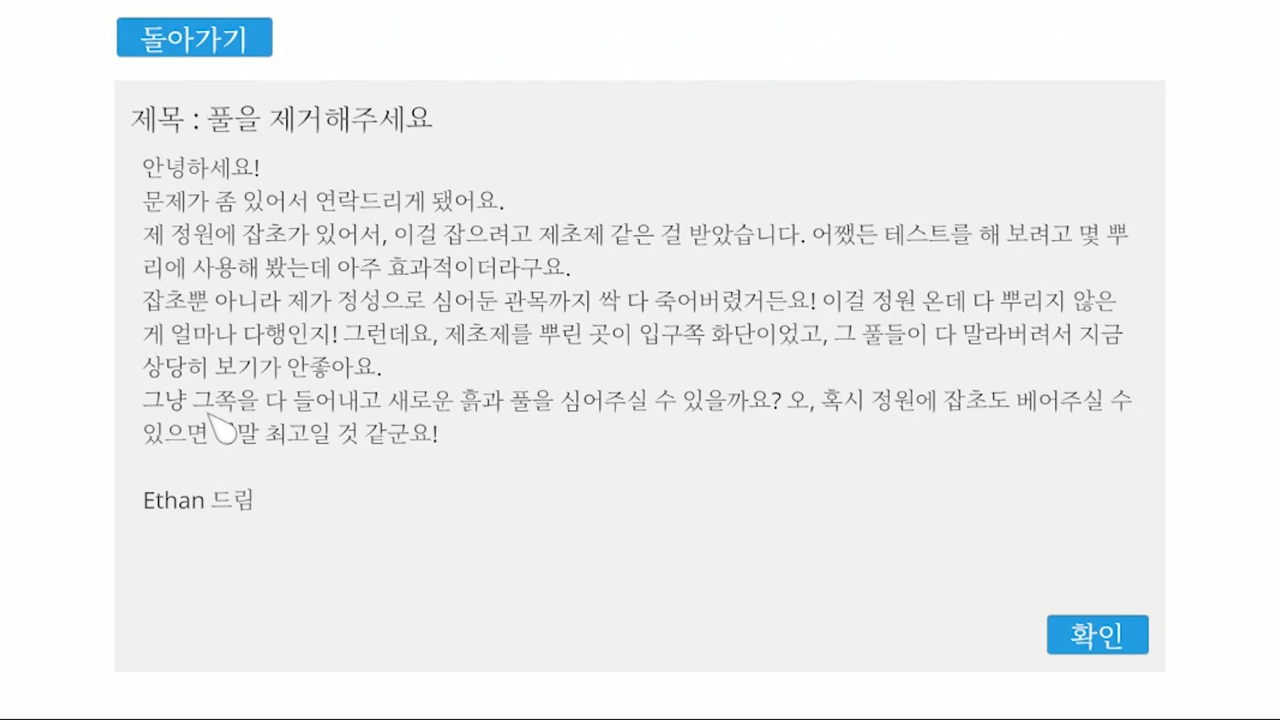 돌아가기
제목 : 풀을 제거해주세요
안녕하세요!
문제가 좀 있어서 연락드리게 됐어요.
제 정원에 잡초가 있어서, 이걸 잡으려고 제초제 같은 걸 받았습니다. 어쨌든 테스트를 해 보려고 몇 뿌
리에 사용해 봤는데 아주 효과적이더라구요.
잡초뿐 아니라 제가 정성으로 심어둔 관목까지 싹 다 죽어버렸거든요! 이걸 정원 온데 다 뿌리지 않은
게 얼마나 다행인지! 그런데요, 제초제를 뿌린 곳이 입구쪽 화단이었고, 그 풀들이 다 말라버려서 지금
상당히 보기가 안좋아요.
그냥 그쪽을 다 들어내고 새로운 흙과 풀을 심어주실 수 있을까요? 오, 혹시 정원에 잡초도 베어주실 수
있으면 말 최고일 것 같군요!
Ethan 드림
확인